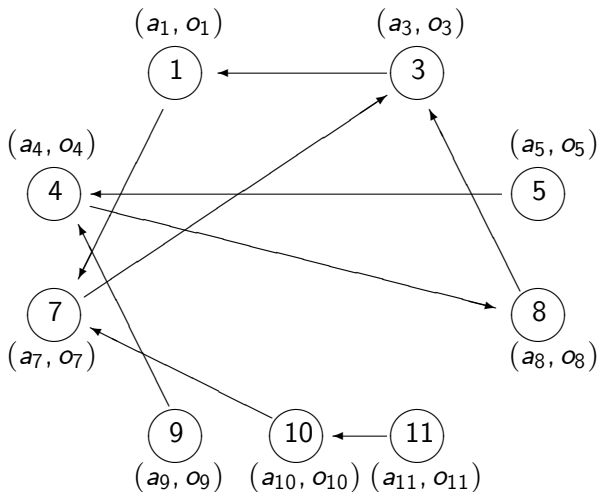 (a₁, o₁) (a₃, o₃)
1 3
(a₄, o₄) (a₅, o₅)
4 5
7 8
(a₇, o₇) (a₈, o₈)
9 10 11
(a₉, o₉) (a₁₀, o₁₀) (a₁₁, o₁₁)